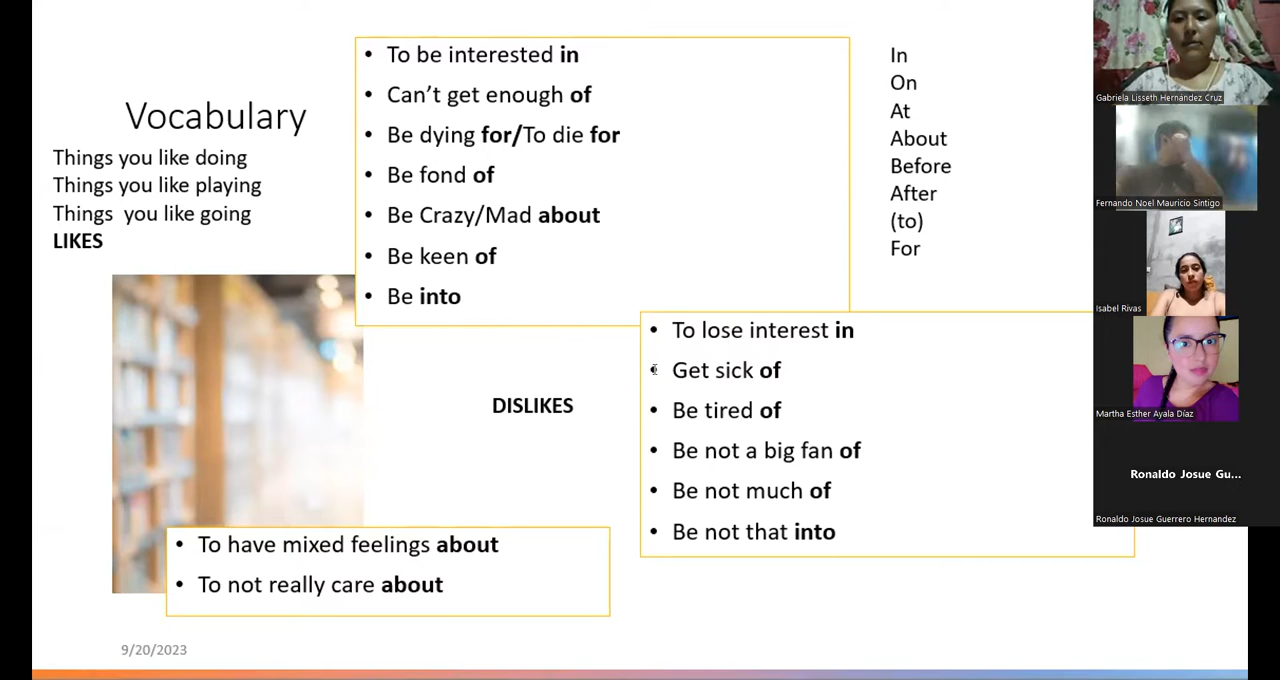 Vocabulary
Things you like doing
Things you like playing
Things  you like going
LIKES
• To be interested in
• Can't get enough of
• Be dying for/To die for
• Be fond of
• Be Crazy/Mad about
• Be keen of
• Be into
In
On
At
About
Before
After
(to)
For
DISLIKES
• To lose interest in
• Get sick of
• Be tired of
• Be not a big fan of
• Be not much of
• Be not that into
• To have mixed feelings about
• To not really care about
9/20/2023
Gabriela Lisseth Hernández Cruz
Fernando Noel Mauricio Sintigo
Isabel Rivas
Martha Esther Ayala Díaz
Ronaldo Josue Gu...
Ronaldo Josue Guerrero Hernandez